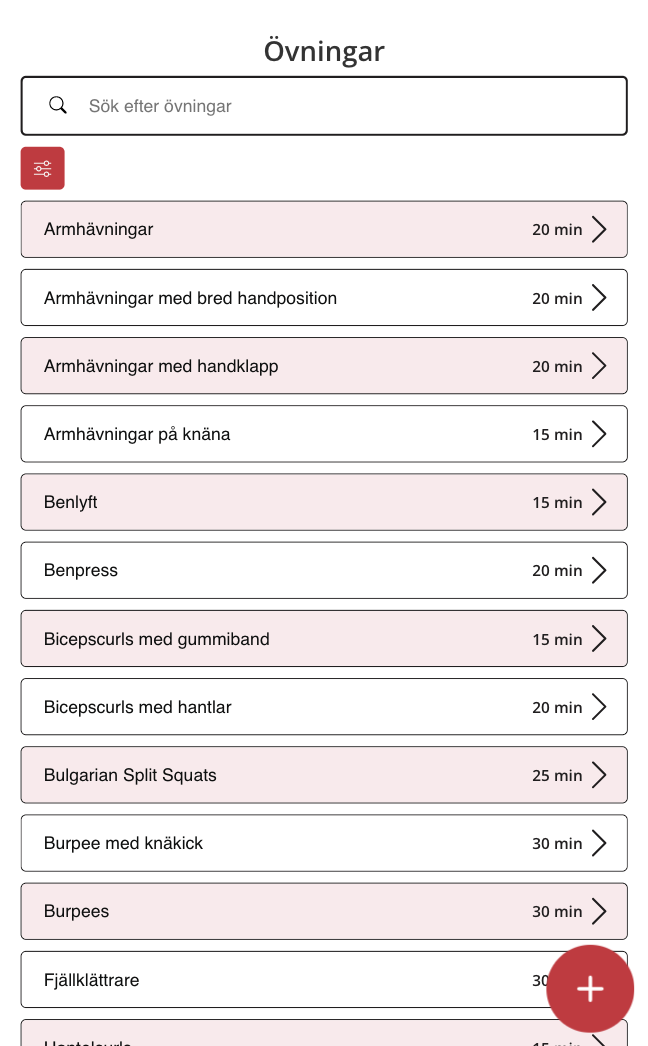 Övningar
Sök efter övningar
Armhävningar 20 min
Armhävningar med bred handposition 20 min
Armhävningar med handklapp 20 min
Armhävningar på knäna 15 min
Benlyft 15 min
Benpress 20 min
Bicepscurls med gummiband 15 min
Bicepscurls med hantlar 20 min
Bulgarian Split Squats 25 min
Burpee med knäkick 30 min
Burpees 30 min
Fjällklättrare 30